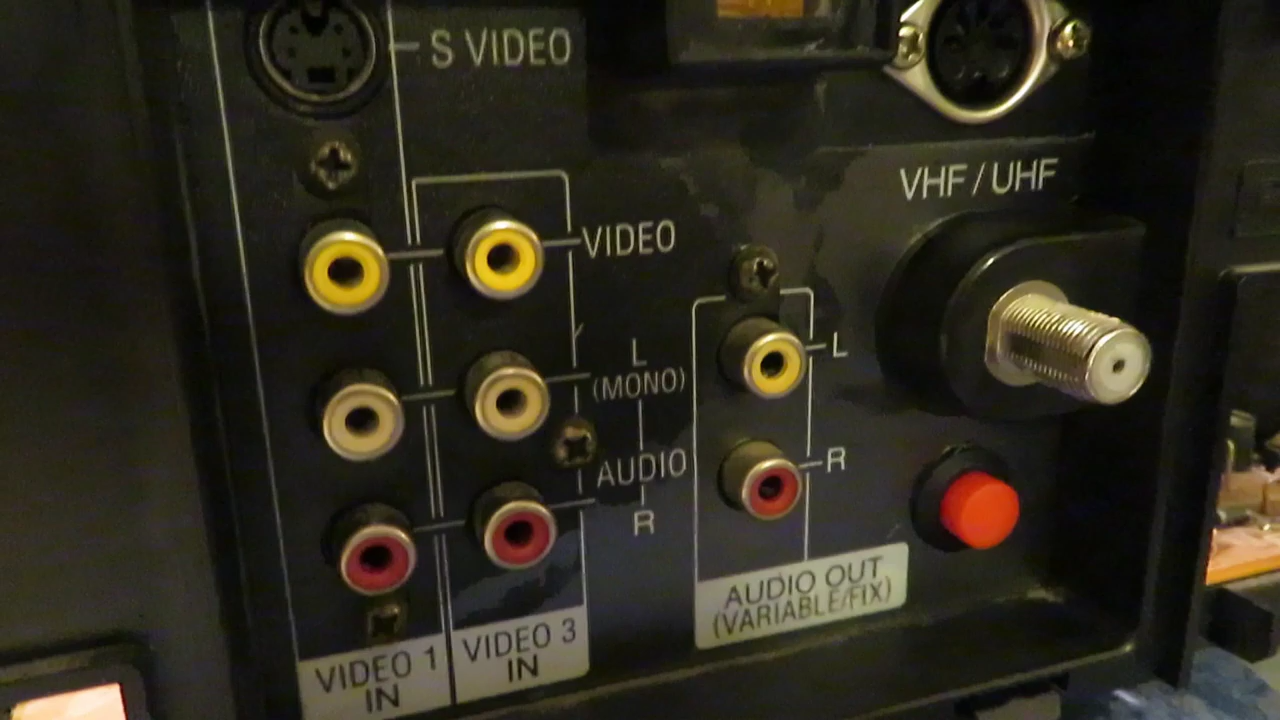 S VIDEO
VHF / UHF
VIDEO
L
(MONO)
AUDIO
R
L
R
AUDIO OUT
(VARIABLE/FIX)
VIDEO 1
IN
VIDEO 3
IN